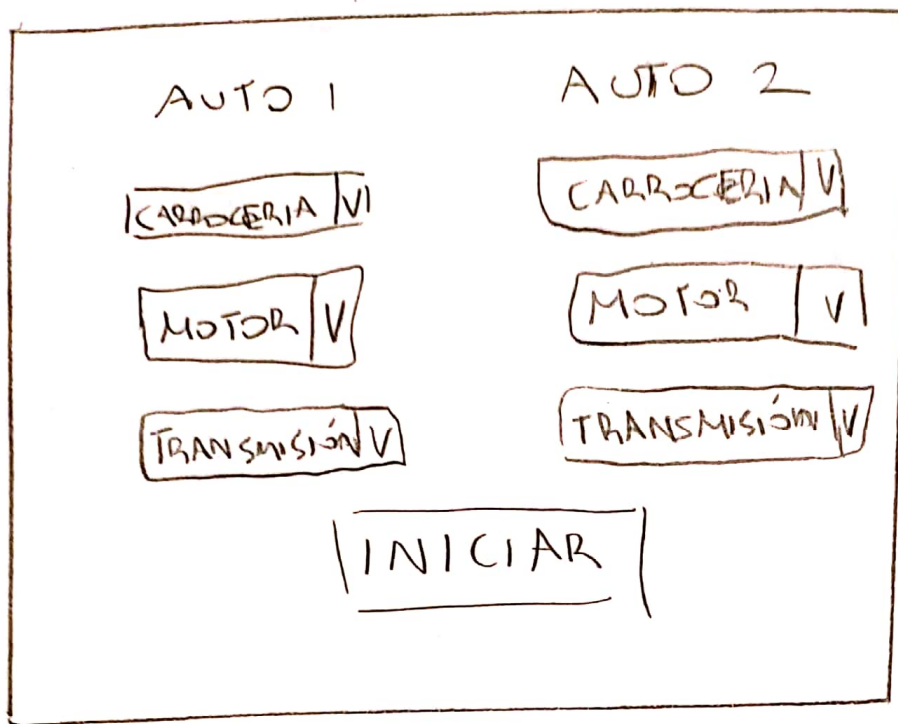 AUTO 1
AUTO 2
CARROCERIA V
CARROCERIA V
MOTOR V
MOTOR V
TRANSMISIÓN V
TRANSMISIÓN V
INICIAR